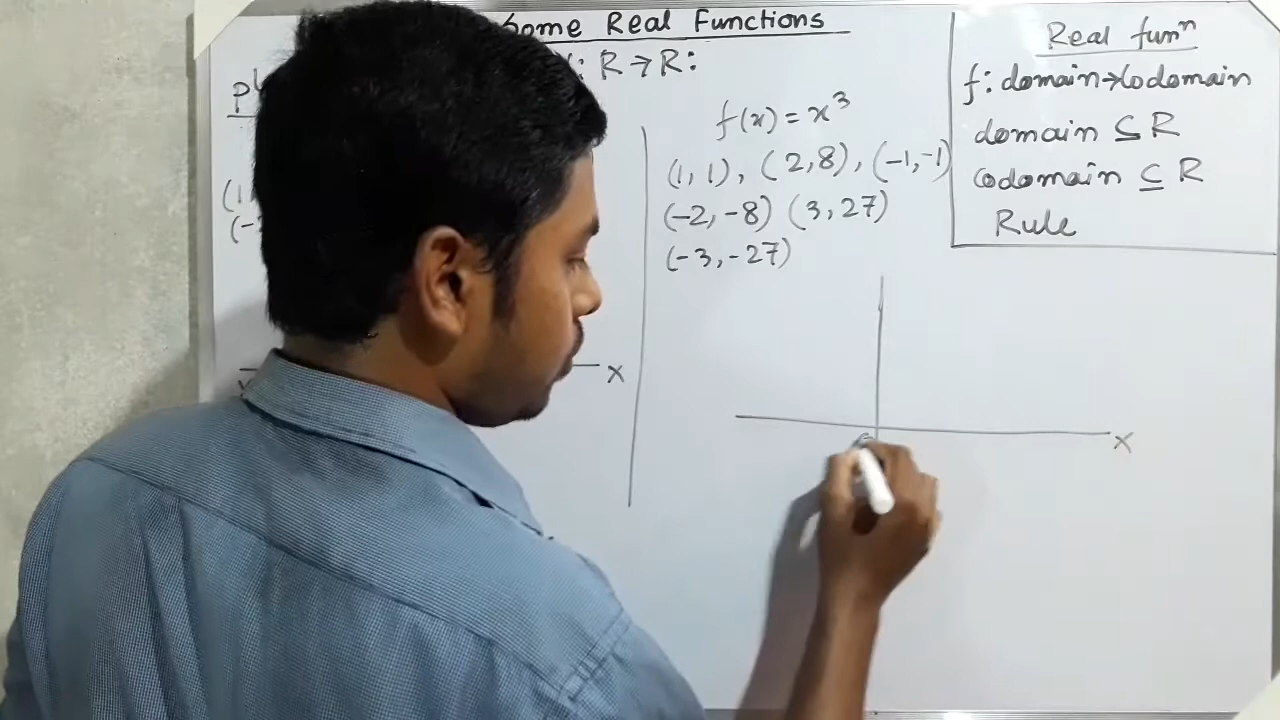 Some Real Functions
: R → R:
f(x) = x³
(1, 1), (2, 8), (-1, -1)
(-2, -8) (3, 27)
(-3, -27)
X
X
Real funⁿ
f: domain → Codomain
domain ⊆ R
Codomain ⊆ R
Rule